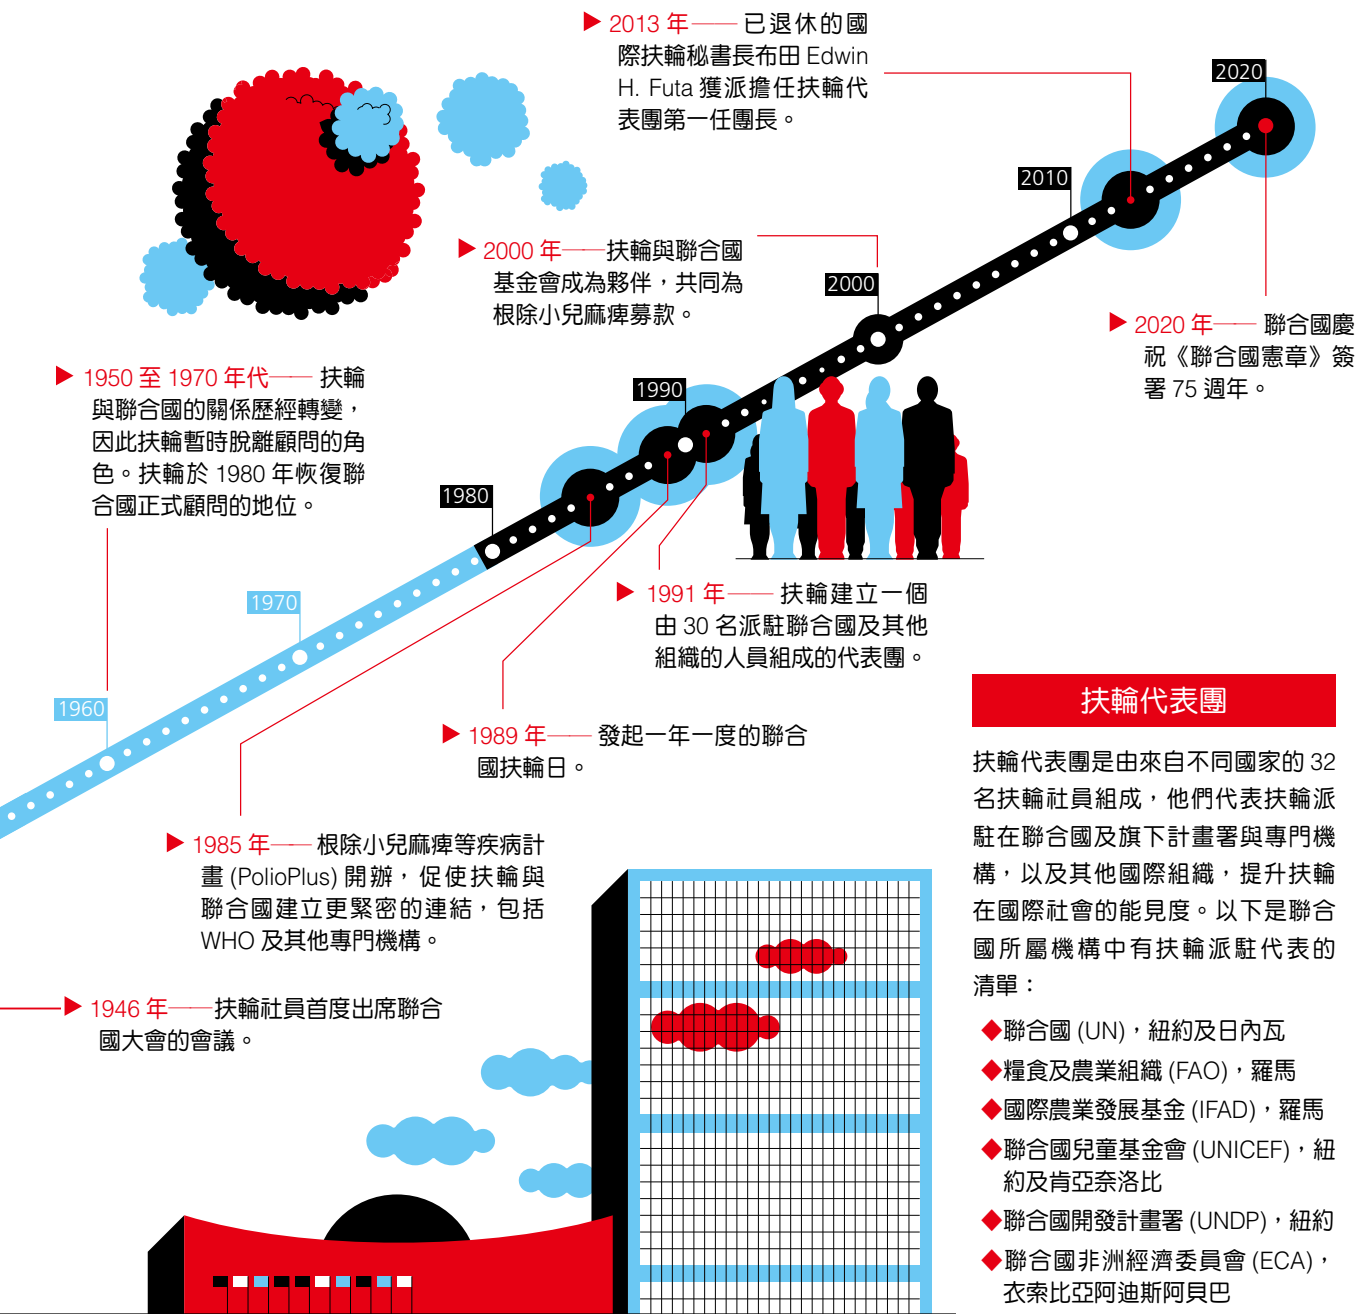 ▶ 2013 年—— 已退休的國
際扶輪秘書長布田 Edwin
H. Futa 獲派擔任扶輪代
表團第一任團長。
2020
2010
▶ 2000 年——扶輪與聯合國
基金會成為夥伴，共同為
根除小兒麻痺募款。
2000
▶ 2020 年—— 聯合國慶
祝《聯合國憲章》簽
署 75 週年。
▶ 1950 至 1970 年代—— 扶輪
與聯合國的關係歷經轉變，
因此扶輪暫時脫離顧問的角
色。扶輪於 1980 年恢復聯
合國正式顧問的地位。
1990
1980
1970
1960
▶ 1991 年—— 扶輪建立一個
由 30 名派駐聯合國及其他
組織的人員組成的代表團。
▶ 1989 年—— 發起一年一度的聯合
國扶輪日。
▶ 1985 年—— 根除小兒麻痺等疾病計
畫 (PolioPlus) 開辦，促使扶輪與
聯合國建立更緊密的連結，包括
WHO 及其他專門機構。
▶ 1946 年——扶輪社員首度出席聯合
國大會的會議。
扶輪代表團
扶輪代表團是由來自不同國家的 32
名扶輪社員組成，他們代表扶輪派
駐在聯合國及旗下計畫署與專門機
構，以及其他國際組織，提升扶輪
在國際社會的能見度。以下是聯合
國所屬機構中有扶輪派駐代表的
清單：
◆聯合國 (UN)，紐約及日內瓦
◆糧食及農業組織 (FAO)，羅馬
◆國際農業發展基金 (IFAD)，羅馬
◆聯合國兒童基金會 (UNICEF)，紐
約及肯亞奈洛比
◆聯合國開發計畫署 (UNDP)，紐約
◆聯合國非洲經濟委員會 (ECA)，
衣索比亞阿迪斯阿貝巴